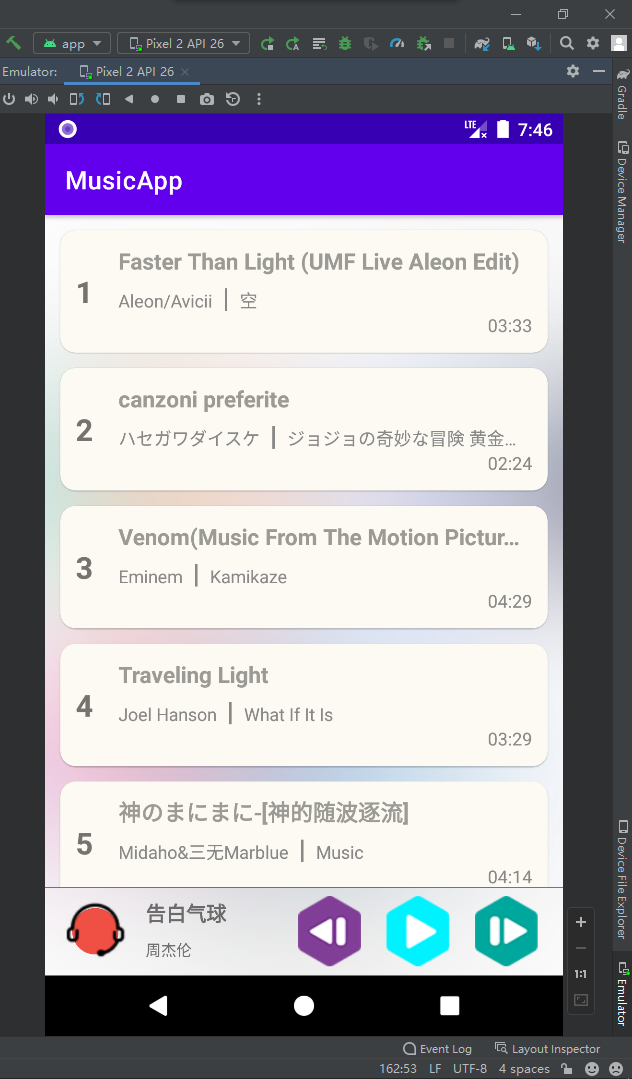 app
Pixel 2 API 26
Emulator:
Pixel 2 API 26
Gradle
Device Manager
LTE
7:46
MusicApp
1
Faster Than Light (UMF Live Aleon Edit)
Aleon/Avicii | 空
03:33
2
canzoni preferite
ハセガワダイスケ | ジョジョの奇妙な冒険 黄金…
02:24
3
Venom(Music From The Motion Pictur…
Eminem | Kamikaze
04:29
4
Traveling Light
Joel Hanson | What If It Is
03:29
5
神のまにまに-[神的随波逐流]
Midaho&三无Marblue | Music
04:14
告白气球
周杰伦
1:1
Device File Explorer
Emulator
Event Log
Layout Inspector
162:53 LF UTF-8 4 spaces